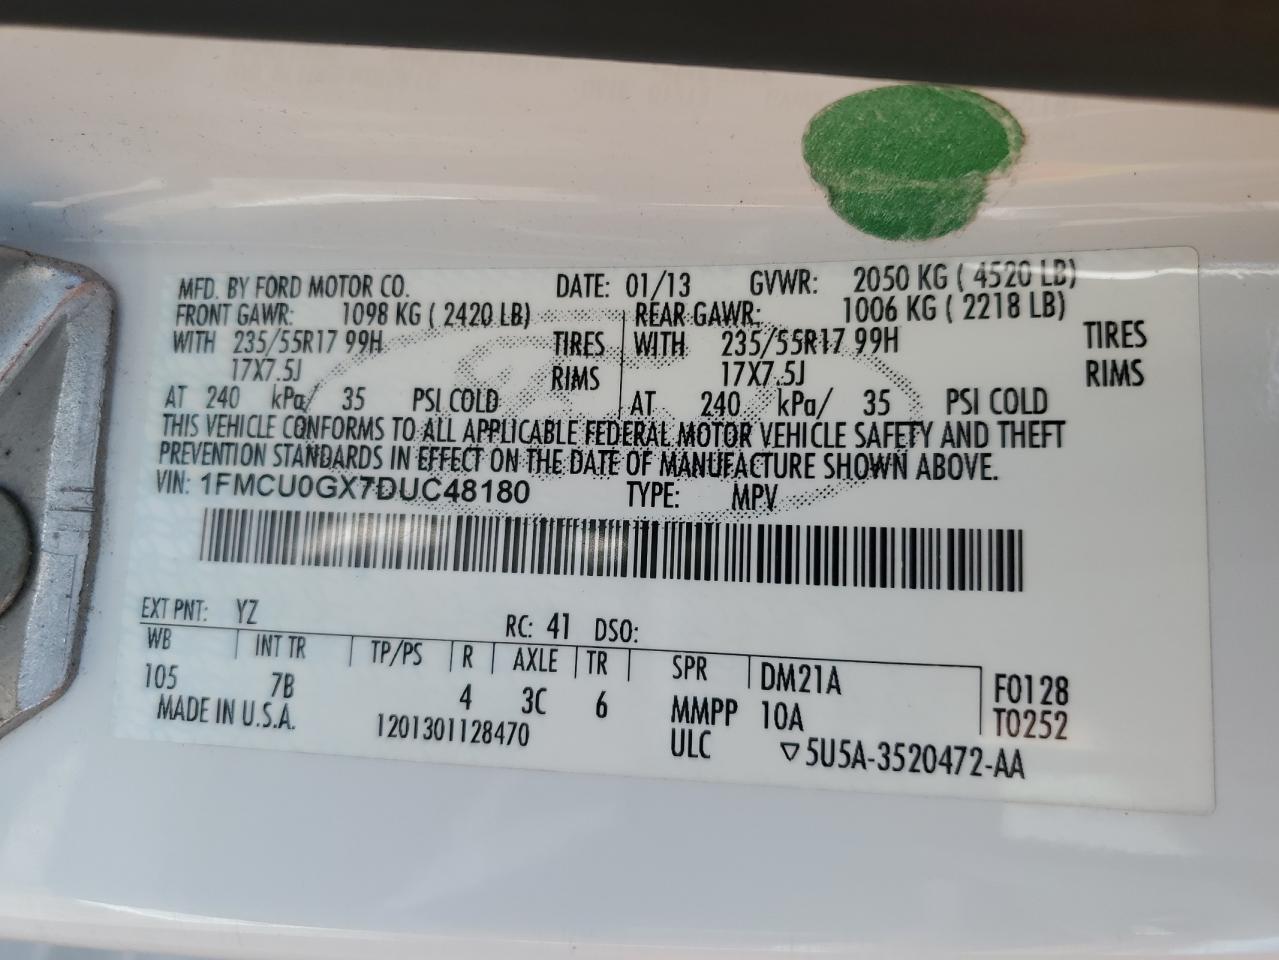 MFD. BY FORD MOTOR CO. DATE: 01/13 GVWR: 2050 KG ( 4520 LB)
FRONT GAWR: 1098 KG ( 2420 LB) REAR GAWR: 1006 KG ( 2218 LB)
WITH 235/55R17 99H TIRES WITH 235/55R17 99H TIRES
17X7.5J RIMS 17X7.5J RIMS
AT 240 kPa/ 35 PSI COLD AT 240 kPa/ 35 PSI COLD
THIS VEHICLE CONFORMS TO ALL APPLICABLE FEDERAL MOTOR VEHICLE SAFETY AND THEFT
PREVENTION STANDARDS IN EFFECT ON THE DATE OF MANUFACTURE SHOWN ABOVE.
VIN: 1FMCU0GX7DUC48180 TYPE: MPV
EXT PNT: YZ RC: 41 DSO:
WB INT TR TP/PS R AXLE TR SPR DM21A F0128
105 7B 4 3C 6 MMPP 10A T0252
MADE IN U.S.A. 1201301128470 ULC ▽5U5A-3520472-AA